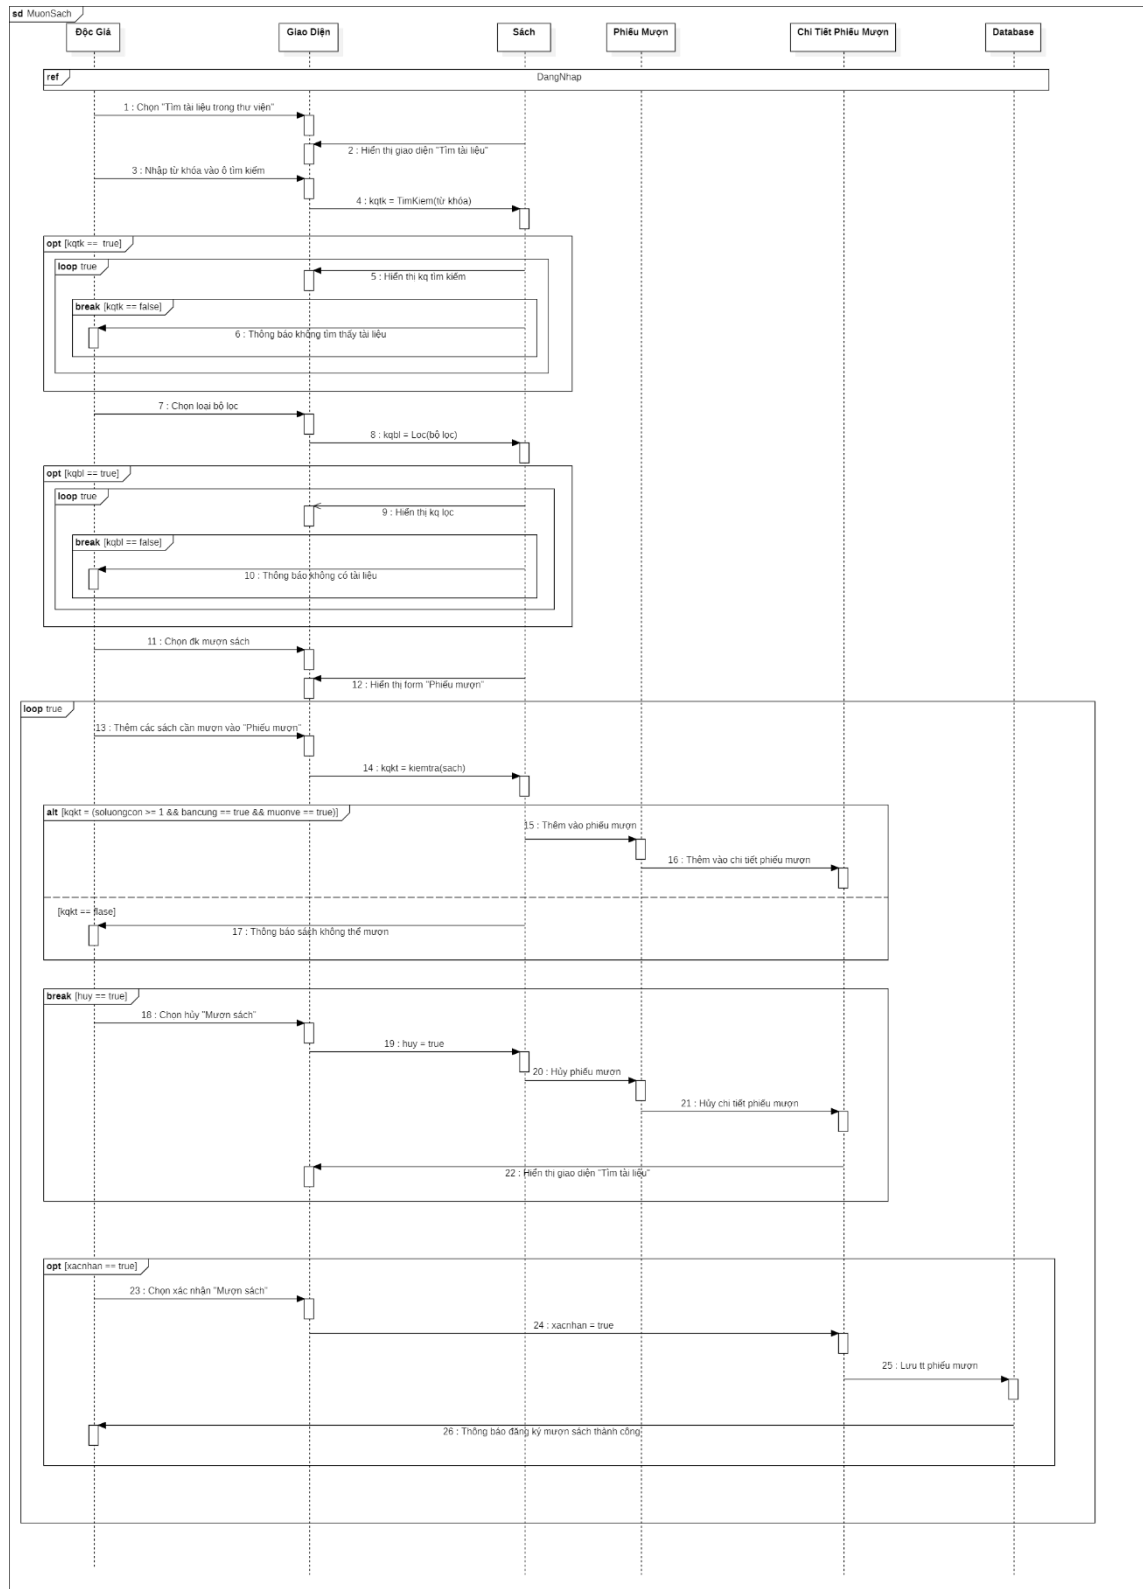 sd MuonSach
Độc Giả
Giao Diện
Sách
Phiếu Mượn
Chi Tiết Phiếu Mượn
Database
ref
DangNhap
1 : Chọn "Tìm tài liệu trong thư viện"
2 : Hiển thị giao diện "Tìm tài liệu"
3 : Nhập từ khóa vào ô tìm kiếm
4 : kqtk = TimKiem(từ khóa)
opt [kqtk == true]
loop true
5 : Hiển thị kq tìm kiếm
break [kqtk == false]
6 : Thông báo không tìm thấy tài liệu
7 : Chọn loại bộ lọc
8 : kqbl = Loc(bộ lọc)
opt [kqbl == true]
loop true
9 : Hiển thị kq lọc
break [kqbl == false]
10 : Thông báo không có tài liệu
11 : Chọn đk mượn sách
12 : Hiển thị form "Phiếu mượn"
loop true
13 : Thêm các sách cần mượn vào "Phiếu mượn"
14 : kqkt = kiemtra(sach)
alt [kqkt = (soluongcon >= 1 && bancung == true && muonve == true)]
15 : Thêm vào phiếu mượn
16 : Thêm vào chi tiết phiếu mượn
[kqkt == flase]
17 : Thông báo sách không thể mượn
break [huy == true]
18 : Chọn hủy "Mượn sách"
19 : huy = true
20 : Hủy phiếu mượn
21 : Hủy chi tiết phiếu mượn
22 : Hiển thị giao diện "Tìm tài liệu"
opt [xacnhan == true]
23 : Chọn xác nhận "Mượn sách"
24 : xacnhan = true
25 : Lưu tt phiếu mượn
26 : Thông báo đăng ký mượn sách thành công